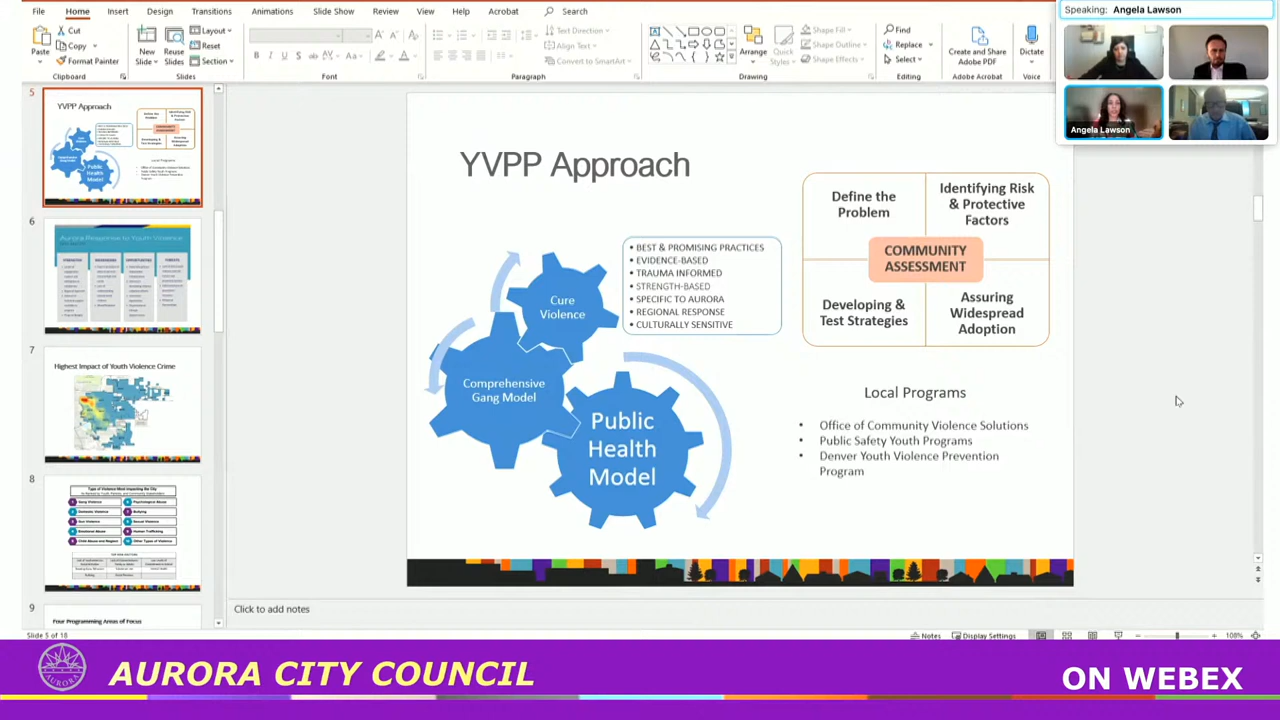 Speaking: Angela Lawson
File Home Insert Design Transitions Animations Slide Show Review View Help Acrobat Search
Paste
Cut
Copy
Format Painter
Clipboard
New Slide
Reuse Slides
Layout
Reset
Section
Slides
B I U S
Font
Paragraph
Text Direction
Align Text
Convert to SmartArt
Arrange
Quick Styles
Shape Fill
Shape Outline
Shape Effects
Drawing
Find
Replace
Select
Editing
Create and Share
Adobe PDF
Adobe Acrobat
Dictate
Voice
Angela Lawson
5
YVPP Approach
6
Aurora Response to Youth Violence
7
Highest Impact of Youth Violence Crime
8
Type of Violence Most Impacting the City
9
Four Programming Areas of Focus
YVPP Approach
Cure
Violence
Comprehensive
Gang Model
Public
Health
Model
• BEST & PROMISING PRACTICES
• EVIDENCE-BASED
• TRAUMA INFORMED
• STRENGTH-BASED
• SPECIFIC TO AURORA
• REGIONAL RESPONSE
• CULTURALLY SENSITIVE
Define the
Problem
Identifying Risk
& Protective
Factors
COMMUNITY
ASSESSMENT
Developing &
Test Strategies
Assuring
Widespread
Adoption
Local Programs
• Office of Community Violence Solutions
• Public Safety Youth Programs
• Denver Youth Violence Prevention
Program
Click to add notes
Slide 5 of 18
Notes Display Settings 108%
AURORA
AURORA CITY COUNCIL
ON WEBEX